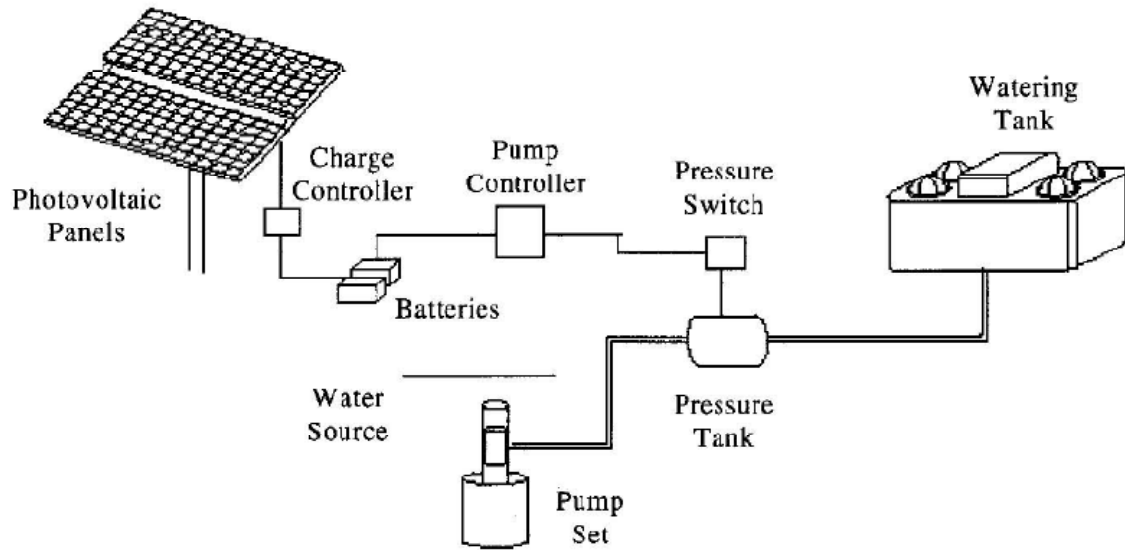 Photovoltaic
Panels
Charge
Controller
Batteries
Pump
Controller
Pressure
Switch
Watering
Tank
Water
Source
Pump
Set
Pressure
Tank